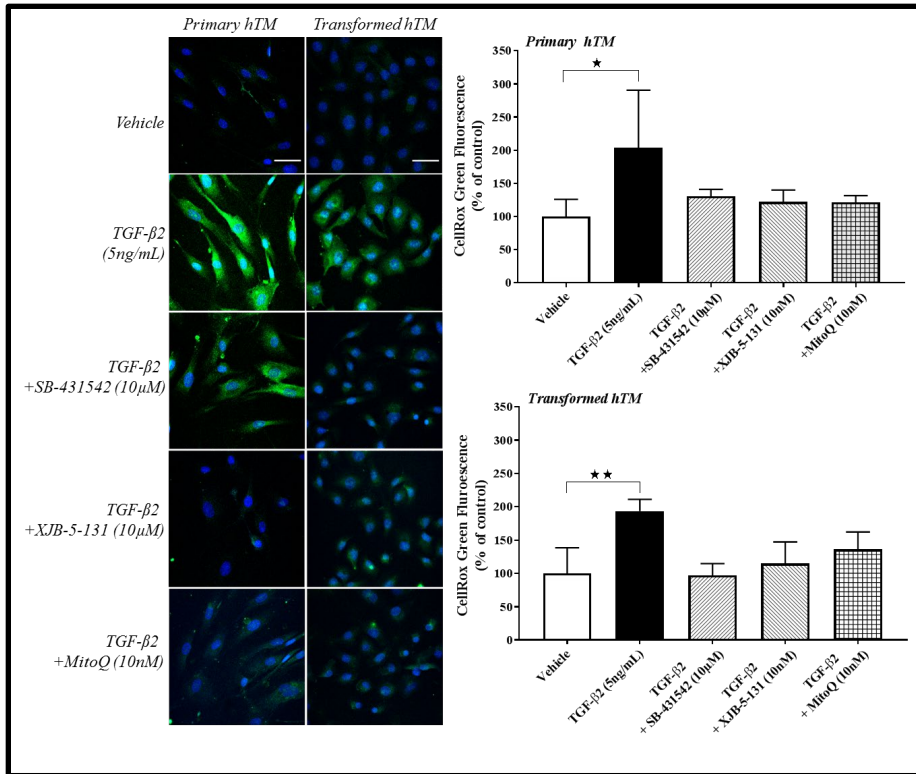 Primary hTM
Transformed hTM
Vehicle
TGF-β2
(5ng/mL)
TGF-β2
+SB-431542 (10µM)
TGF-β2
+XJB-5-131 (10µM)
TGF-β2
+MitoQ (10nM)
Primary hTM
CellRox Green Fluorescence
(% of control)
350
300
250
200
150
100
50
0
★
Vehicle
TGF-β2 (5ng/mL)
TGF-β2
+SB-431542 (10µM)
TGF-β2
+XJB-5-131 (10nM)
TGF-β2
+MitoQ (10nM)
Transformed hTM
CellRox Green Fluroescence
(% of control)
350
300
250
200
150
100
50
0
★★
Vehicle
TGF-β2 (5ng/mL)
TGF-β2
+ SB-431542 (10µM)
TGF-β2
+ XJB-5-131 (10nM)
TGF-β2
+ MitoQ (10nM)